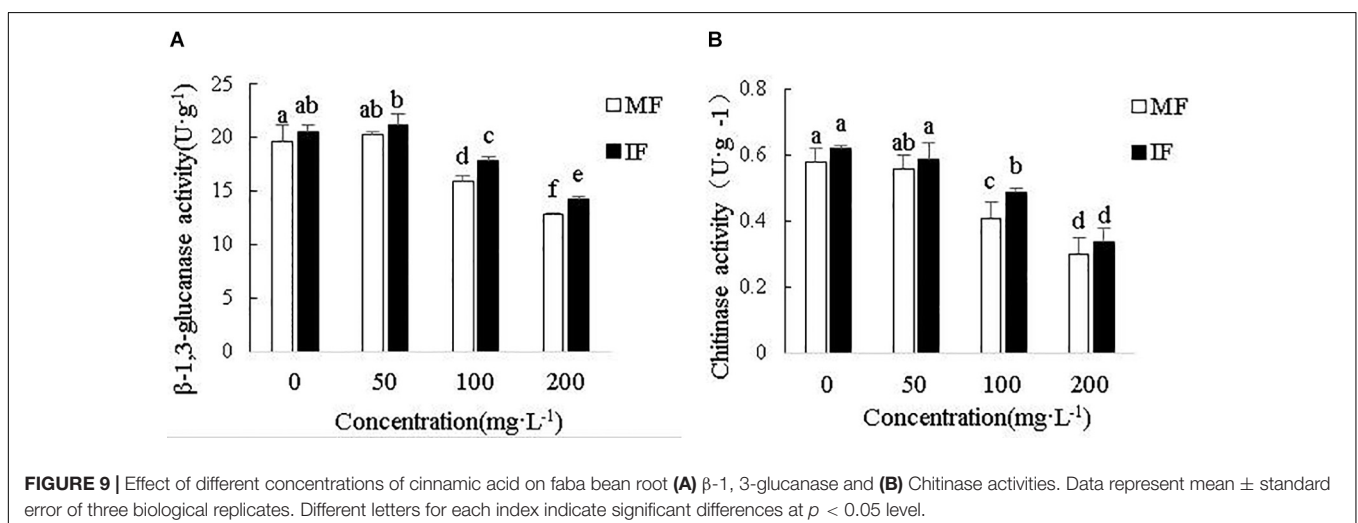 A
β-1,3-glucanase activity(U·g⁻¹)
25
20
15
10
5
0
a ab ab b d c f e
MF
IF
0 50 100 200
Concentration(mg·L⁻¹)
B
Chitinase activity (U·g -1)
0.8
0.6
0.4
0.2
0
a a ab a c b d d
MF
IF
0 50 100 200
Concentration(mg·L⁻¹)
FIGURE 9 | Effect of different concentrations of cinnamic acid on faba bean root (A) β-1, 3-glucanase and (B) Chitinase activities. Data represent mean ± standard
error of three biological replicates. Different letters for each index indicate significant differences at p < 0.05 level.